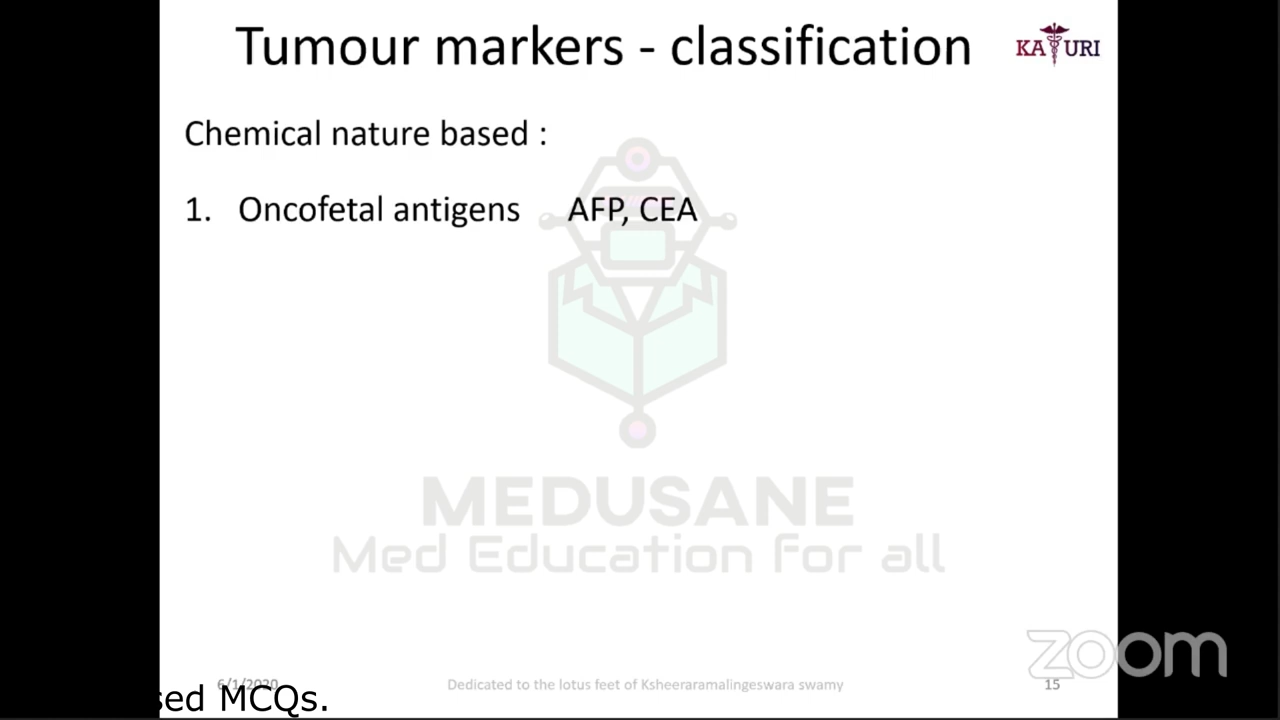 Tumour markers - classification
KATURI
Chemical nature based :
1. Oncofetal antigens AFP, CEA
MEDUSANE
Med Education for all
zoom
6/1/2020
Dedicated to the lotus feet of Ksheeraramalingeswara swamy
15
sed MCQs.